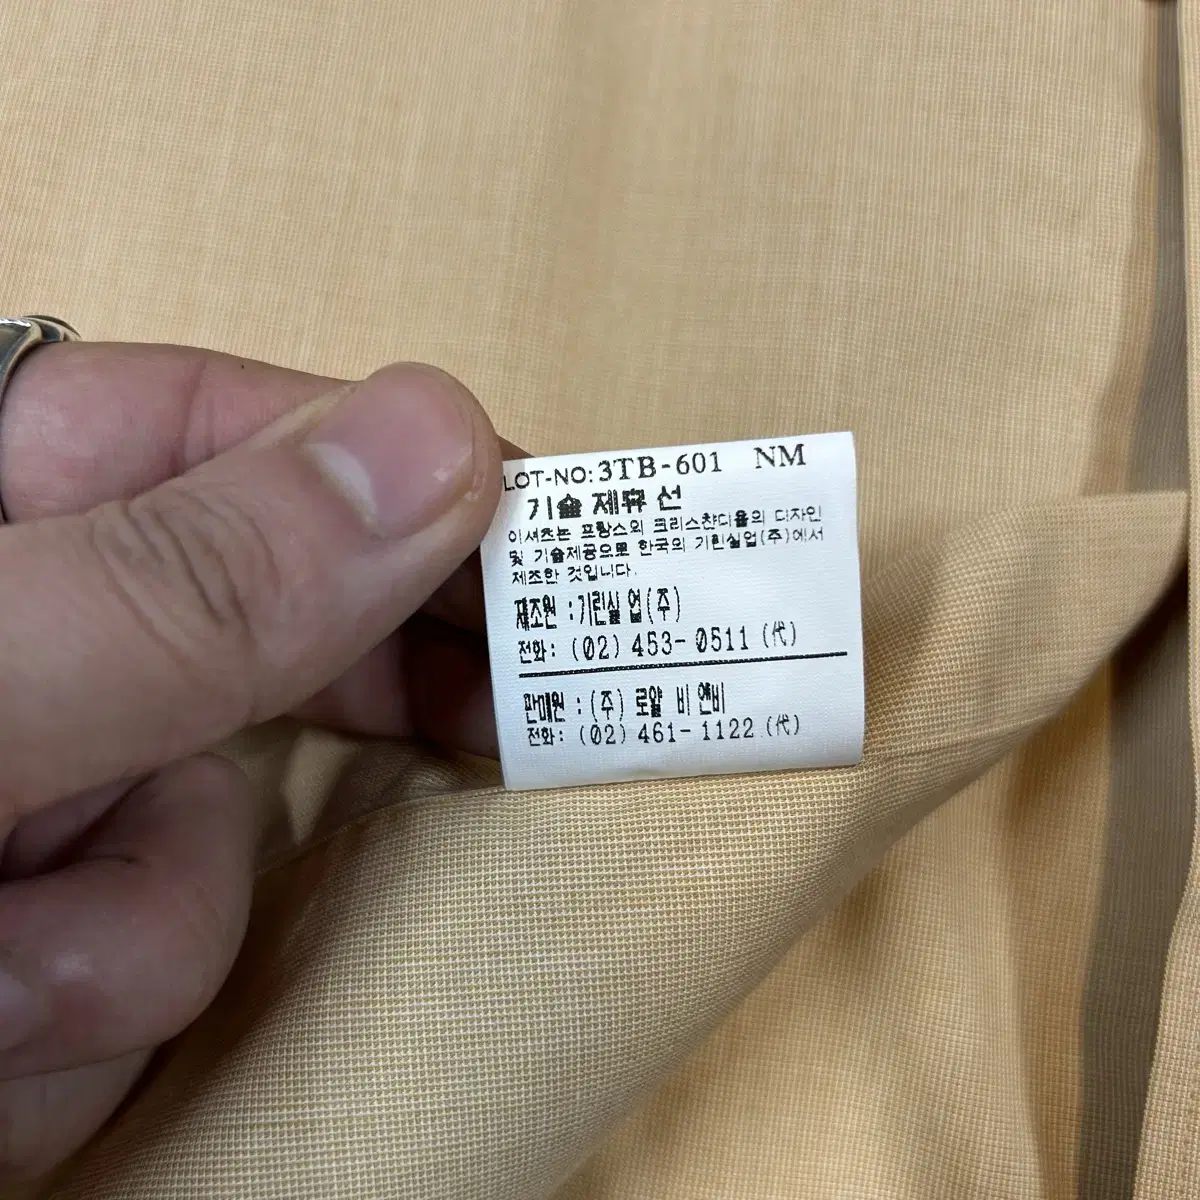 LOT-NO: 3TB-601 NM
기술 제휴 선
이셔츠는 프랑스의 크리스챤디올의 디자인
및 기술제공으로 한국의 기린실업(주)에서
제조한 것입니다.
제조원 : 기린실업(주)
전화: (02) 453-0511 (代)
판매원 : (주) 로얄 비 앤비
전화: (02) 461-1122 (代)